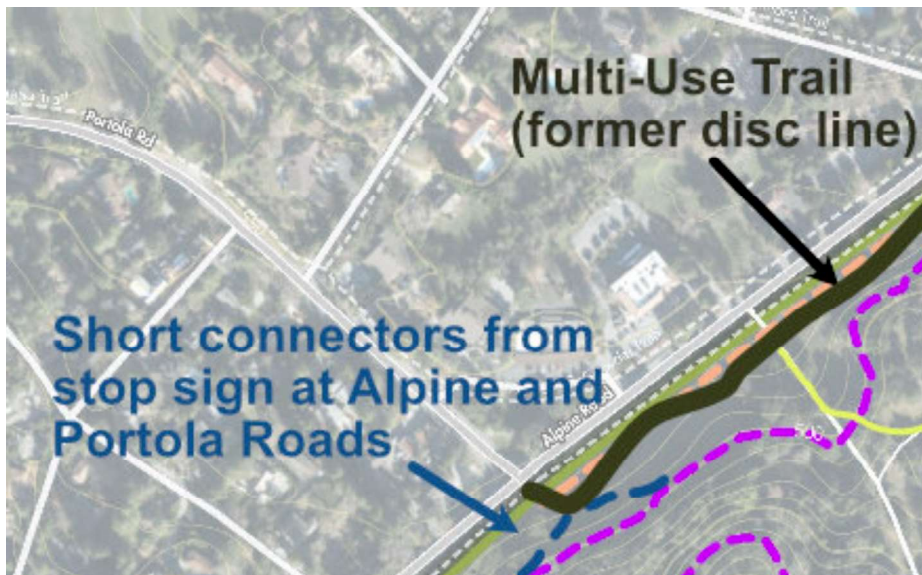 Multi-Use Trail
(former disc line)
Portola Rd
Short connectors from
stop sign at Alpine and
Portola Roads
Alpine Road